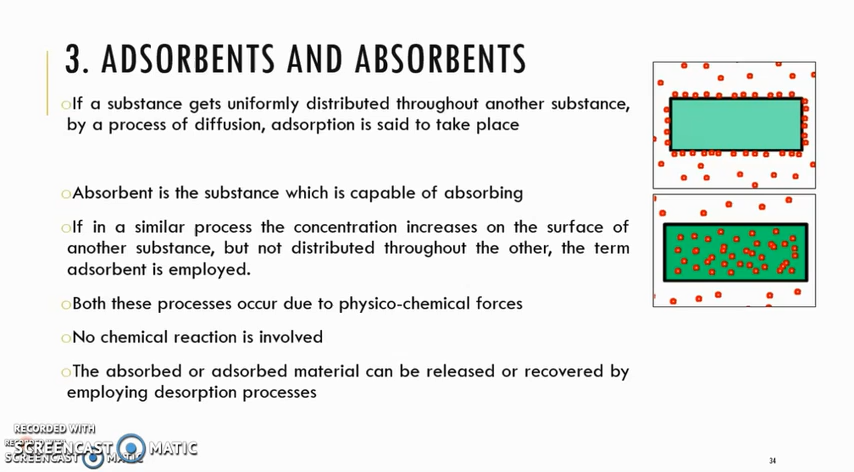 3. ADSORBENTS AND ABSORBENTS
If a substance gets uniformly distributed throughout another substance,
by a process of diffusion, adsorption is said to take place
Absorbent is the substance which is capable of absorbing
If in a similar process the concentration increases on the surface of
another substance, but not distributed throughout the other, the term
adsorbent is employed.
Both these processes occur due to physico-chemical forces
No chemical reaction is involved
The absorbed or adsorbed material can be released or recovered by
employing desorption processes
RECORDED WITH
SCREENCAST MATIC
RECORDED WITH
SCREENCAST MATIC
34